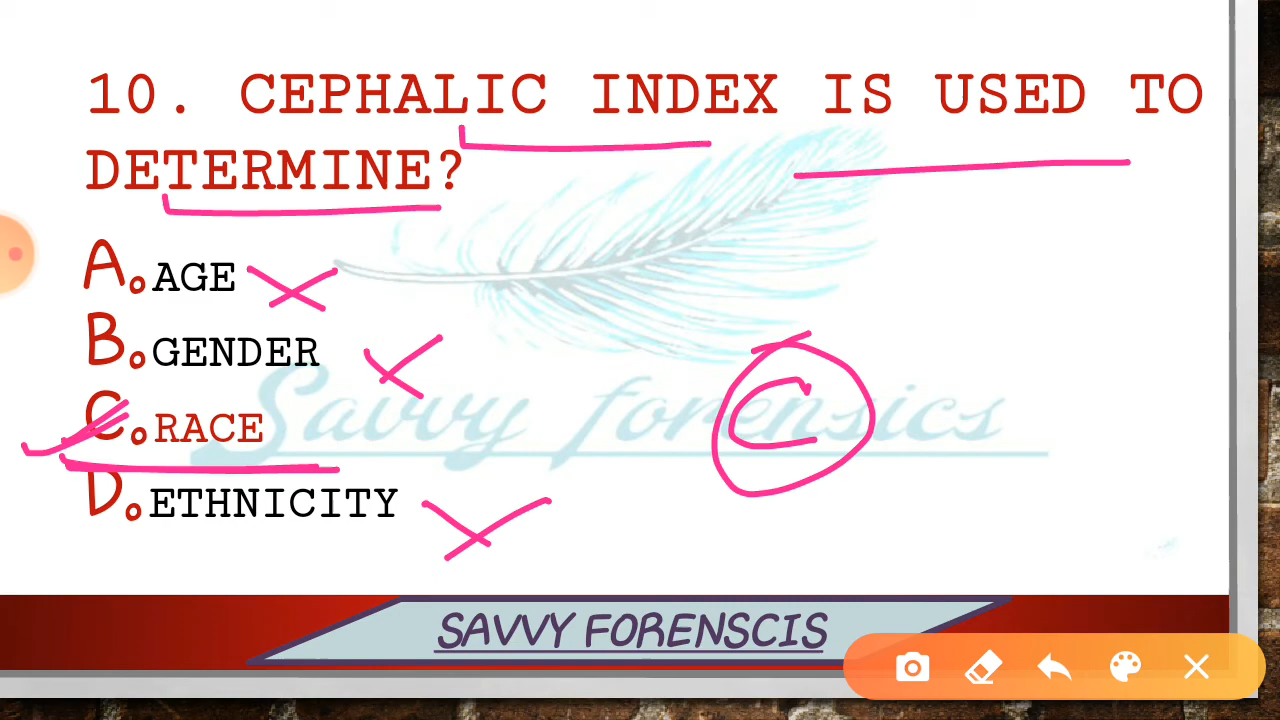 10. CEPHALIC INDEX IS USED TO
DETERMINE?
A. AGE
B. GENDER
C. RACE
D. ETHNICITY
C
Savvy forensics
SAVVY FORENSCIS